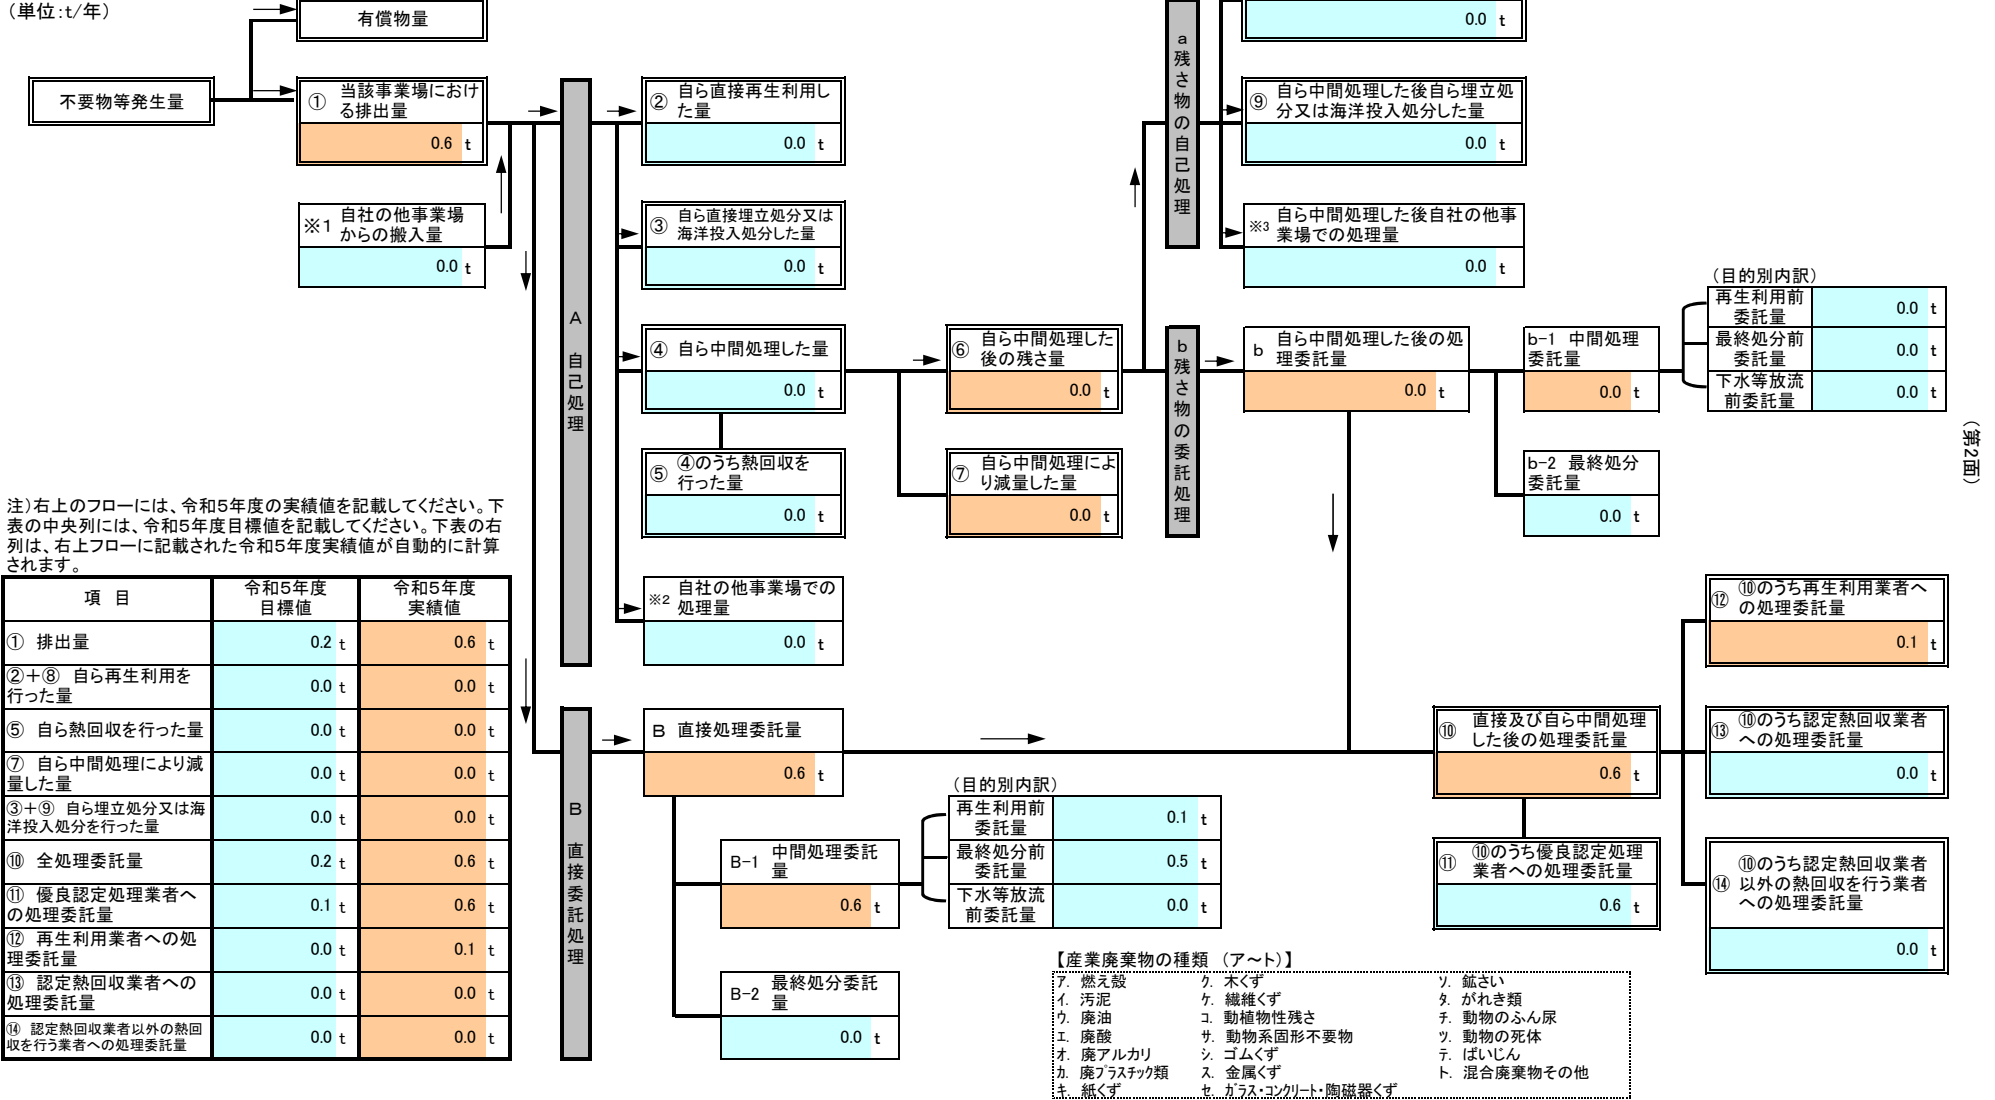 （単位:t/年）
有償物量
不要物等発生量
① 当該事業場におけ
る排出量
0.6 t
※1 自社の他事業場
からの搬入量
0.0 t
A 自己処理
② 自ら直接再生利用し
た量
0.0 t
③ 自ら直接埋立処分又は
海洋投入処分した量
0.0 t
④ 自ら中間処理した量
0.0 t
⑤ ④のうち熱回収を
行った量
0.0 t
※2 自社の他事業場での
処理量
0.0 t
⑥ 自ら中間処理した
後の残さ量
0.0 t
⑦ 自ら中間処理によ
り減量した量
0.0 t
a残さ物の自己処理
0.0 t
⑨ 自ら中間処理した後自ら埋立処
分又は海洋投入処分した量
0.0 t
※3 自ら中間処理した後自社の他事
業場での処理量
0.0 t
b残さ物の委託処理
b 自ら中間処理した後の処
理委託量
0.0 t
b-1 中間処理
委託量
0.0 t
b-2 最終処分
委託量
0.0 t
（目的別内訳）
再生利用前
委託量
0.0 t
最終処分前
委託量
0.0 t
下水等放流
前委託量
0.0 t
（第2面）
注）右上のフローには、令和5年度の実績値を記載してください。下
表の中央列には、令和5年度目標値を記載してください。下表の右
列は、右上フローに記載された令和5年度実績値が自動的に計算
されます。
項 目
令和5年度
目標値
令和5年度
実績値
① 排出量 0.2 t 0.6 t
②＋⑧ 自ら再生利用を
行った量
0.0 t 0.0 t
⑤ 自ら熱回収を行った量 0.0 t 0.0 t
⑦ 自ら中間処理により減
量した量
0.0 t 0.0 t
③＋⑨ 自ら埋立処分又は海
洋投入処分を行った量
0.0 t 0.0 t
⑩ 全処理委託量 0.2 t 0.6 t
⑪ 優良認定処理業者へ
の処理委託量
0.1 t 0.6 t
⑫ 再生利用業者への処
理委託量
0.0 t 0.1 t
⑬ 認定熱回収業者への
処理委託量
0.0 t 0.0 t
⑭ 認定熱回収業者以外の熱回
収を行う業者への処理委託量
0.0 t 0.0 t
B 直接委託処理
B 直接処理委託量
0.6 t
B-1 中間処理委託
量
0.6 t
B-2 最終処分委託
量
0.0 t
（目的別内訳）
再生利用前
委託量
0.1 t
最終処分前
委託量
0.5 t
下水等放流
前委託量
0.0 t
⑩ 直接及び自ら中間処理
した後の処理委託量
0.6 t
⑪ ⑩のうち優良認定処理
業者への処理委託量
0.6 t
⑫ ⑩のうち再生利用業者へ
の処理委託量
0.1 t
⑬ ⑩のうち認定熱回収業者
への処理委託量
0.0 t
⑭ ⑩のうち認定熱回収業者
以外の熱回収を行う業者
への処理委託量
0.0 t
【産業廃棄物の種類 （ア～ト）】
ア. 燃え殻
イ. 汚泥
ウ. 廃油
エ. 廃酸
オ. 廃アルカリ
カ. 廃プラスチック類
キ. 紙くず
ク. 木くず
ケ. 繊維くず
コ. 動植物性残さ
サ. 動物系固形不要物
シ. ゴムくず
ス. 金属くず
セ. ガラス・コンクリート・陶磁器くず
ソ. 鉱さい
タ. がれき類
チ. 動物のふん尿
ツ. 動物の死体
テ. ばいじん
ト. 混合廃棄物その他